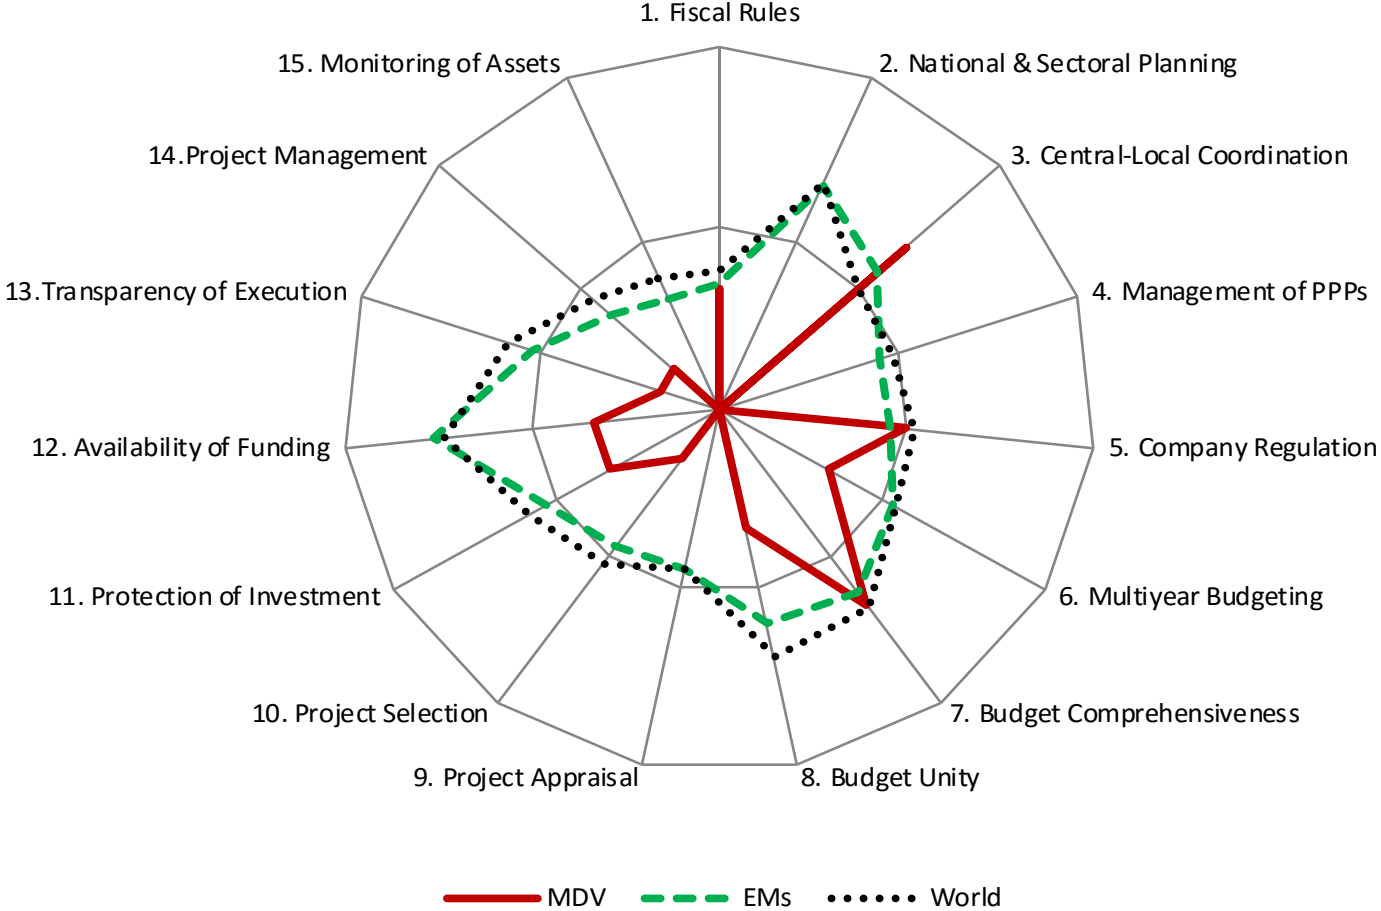 1. Fiscal Rules
2. National & Sectoral Planning
3. Central-Local Coordination
4. Management of PPPs
5. Company Regulation
6. Multiyear Budgeting
7. Budget Comprehensiveness
8. Budget Unity
9. Project Appraisal
10. Project Selection
11. Protection of Investment
12. Availability of Funding
13.Transparency of Execution
14.Project Management
15. Monitoring of Assets
MDV
EMs
World